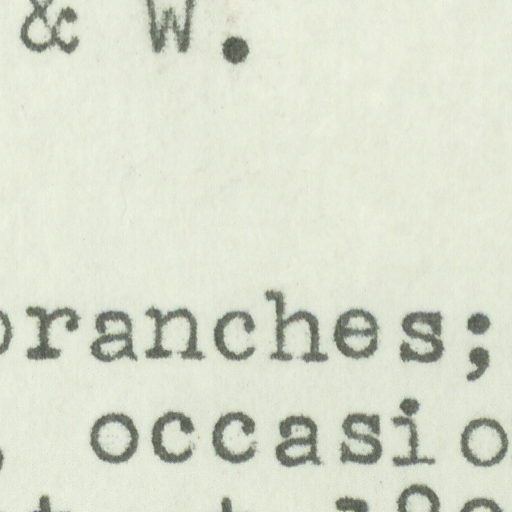 & W.
branches;
, occasio